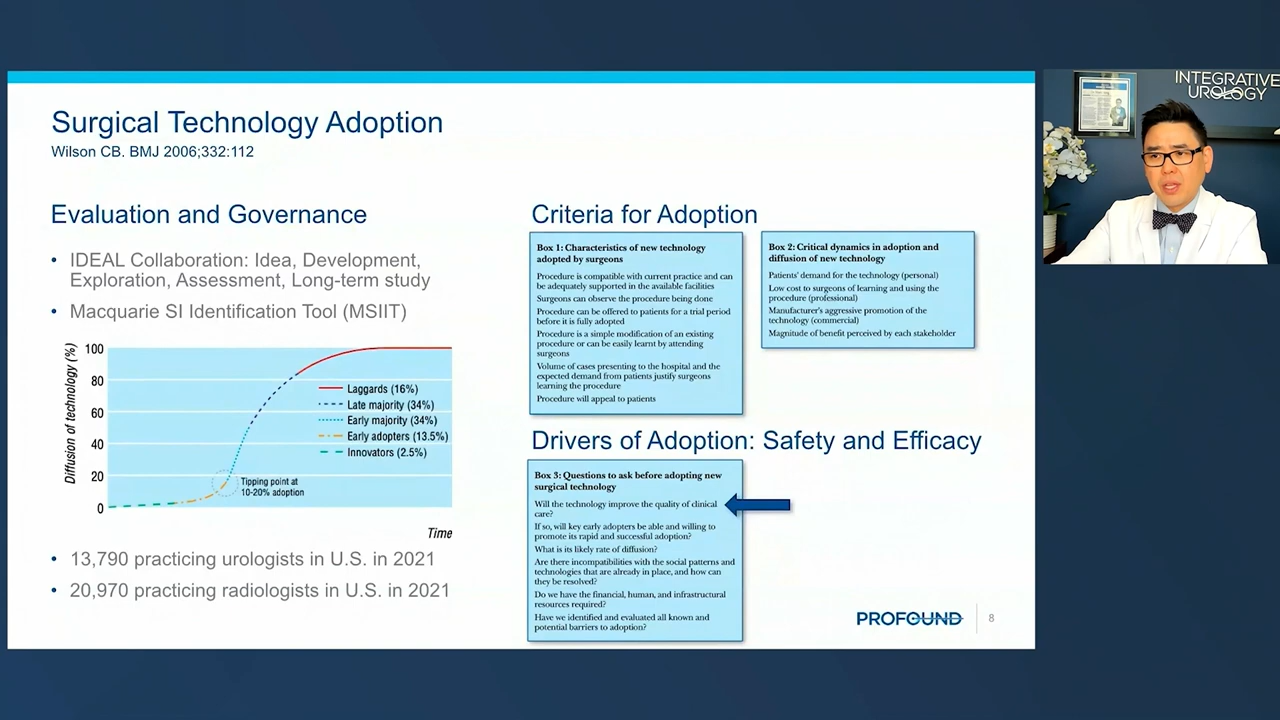 Surgical Technology Adoption
Wilson CB. BMJ 2006;332:112
Evaluation and Governance
• IDEAL Collaboration: Idea, Development,
Exploration, Assessment, Long-term study
• Macquarie SI Identification Tool (MSIIT)
Diffusion of technology (%)
100
80
60
40
20
0
Laggards (16%)
Late majority (34%)
Early majority (34%)
Early adopters (13.5%)
Innovators (2.5%)
Tipping point at
10-20% adoption
Time
• 13,790 practicing urologists in U.S. in 2021
• 20,970 practicing radiologists in U.S. in 2021
Criteria for Adoption
Box 1: Characteristics of new technology
adopted by surgeons
Procedure is compatible with current practice and can
be adequately supported in the available facilities
Surgeons can observe the procedure being done
Procedure can be offered to patients for a trial period
before it is fully adopted
Procedure is a simple modification of an existing
procedure or can be easily learnt by attending
surgeons
Volume of cases presenting to the hospital and the
expected demand from patients justify surgeons
learning the procedure
Procedure will appeal to patients
Box 2: Critical dynamics in adoption and
diffusion of new technology
Patients' demand for the technology (personal)
Low cost to surgeons of learning and using the
procedure (professional)
Manufacturer's aggressive promotion of the
technology (commercial)
Magnitude of benefit perceived by each stakeholder
Drivers of Adoption: Safety and Efficacy
Box 3: Questions to ask before adopting new
surgical technology
Will the technology improve the quality of clinical
care?
If so, will key early adopters be able and willing to
promote its rapid and successful adoption?
What is its likely rate of diffusion?
Are there incompatibilities with the social patterns and
technologies that are already in place, and how can
they be resolved?
Do we have the financial, human, and infrastructural
resources required?
Have we identified and evaluated all known and
potential barriers to adoption?
PROFOUND
8
INTEGRATIVE
UROLOGY